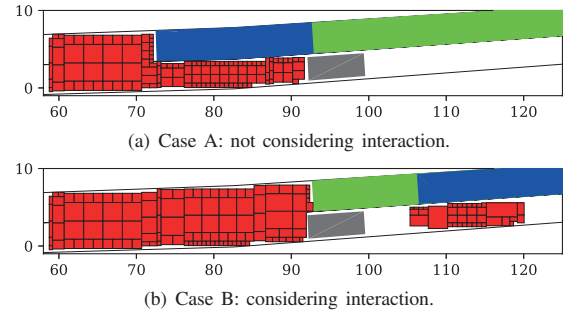 10
0
60 70 80 90 100 110 120
(a) Case A: not considering interaction.
10
0
60 70 80 90 100 110 120
(b) Case B: considering interaction.